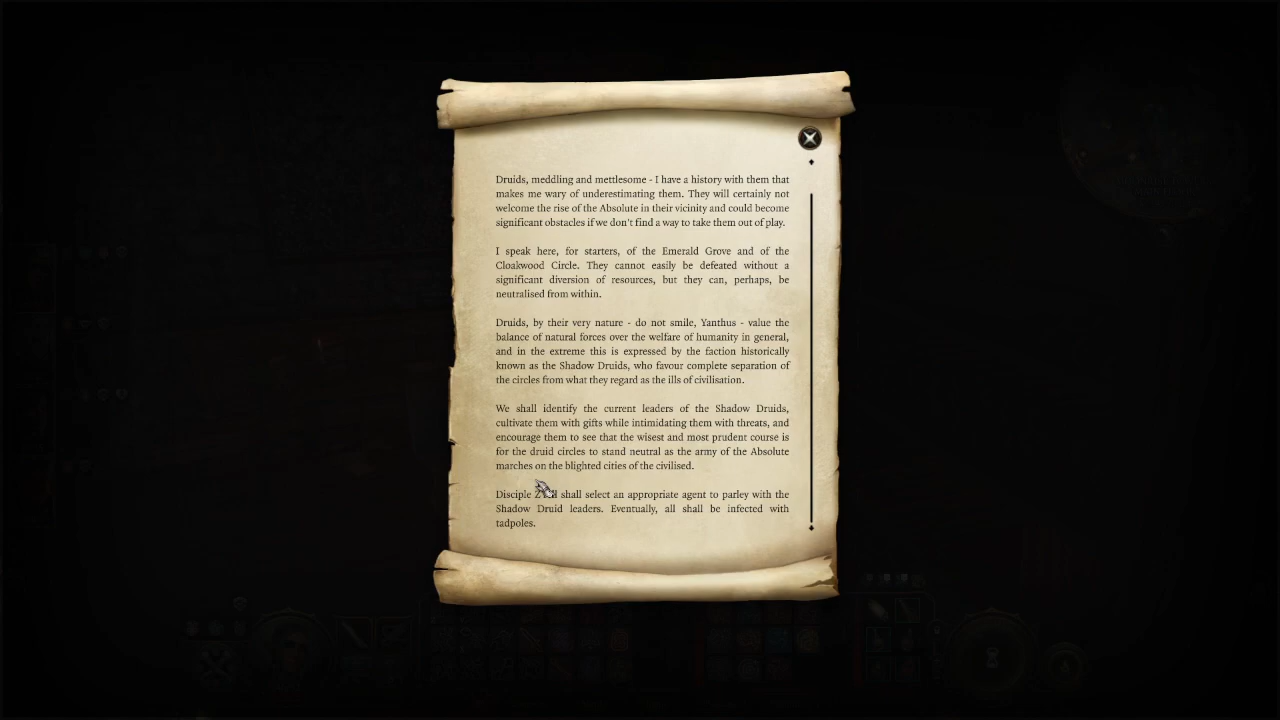 Druids, meddling and mettlesome - I have a history with them that
makes me wary of underestimating them. They will certainly not
welcome the rise of the Absolute in their vicinity and could become
significant obstacles if we don't find a way to take them out of play.
I speak here, for starters, of the Emerald Grove and of the
Cloakwood Circle. They cannot easily be defeated without a
significant diversion of resources, but they can, perhaps, be
neutralised from within.
Druids, by their very nature - do not smile, Yanthus - value the
balance of natural forces over the welfare of humanity in general,
and in the extreme this is expressed by the faction historically
known as the Shadow Druids, who favour complete separation of
the circles from what they regard as the ills of civilisation.
We shall identify the current leaders of the Shadow Druids,
cultivate them with gifts while intimidating them with threats, and
encourage them to see that the wisest and most prudent course is
for the druid circles to stand neutral as the army of the Absolute
marches on the blighted cities of the civilised.
Disciple shall select an appropriate agent to parley with the
Shadow Druid leaders. Eventually, all shall be infected with
tadpoles.